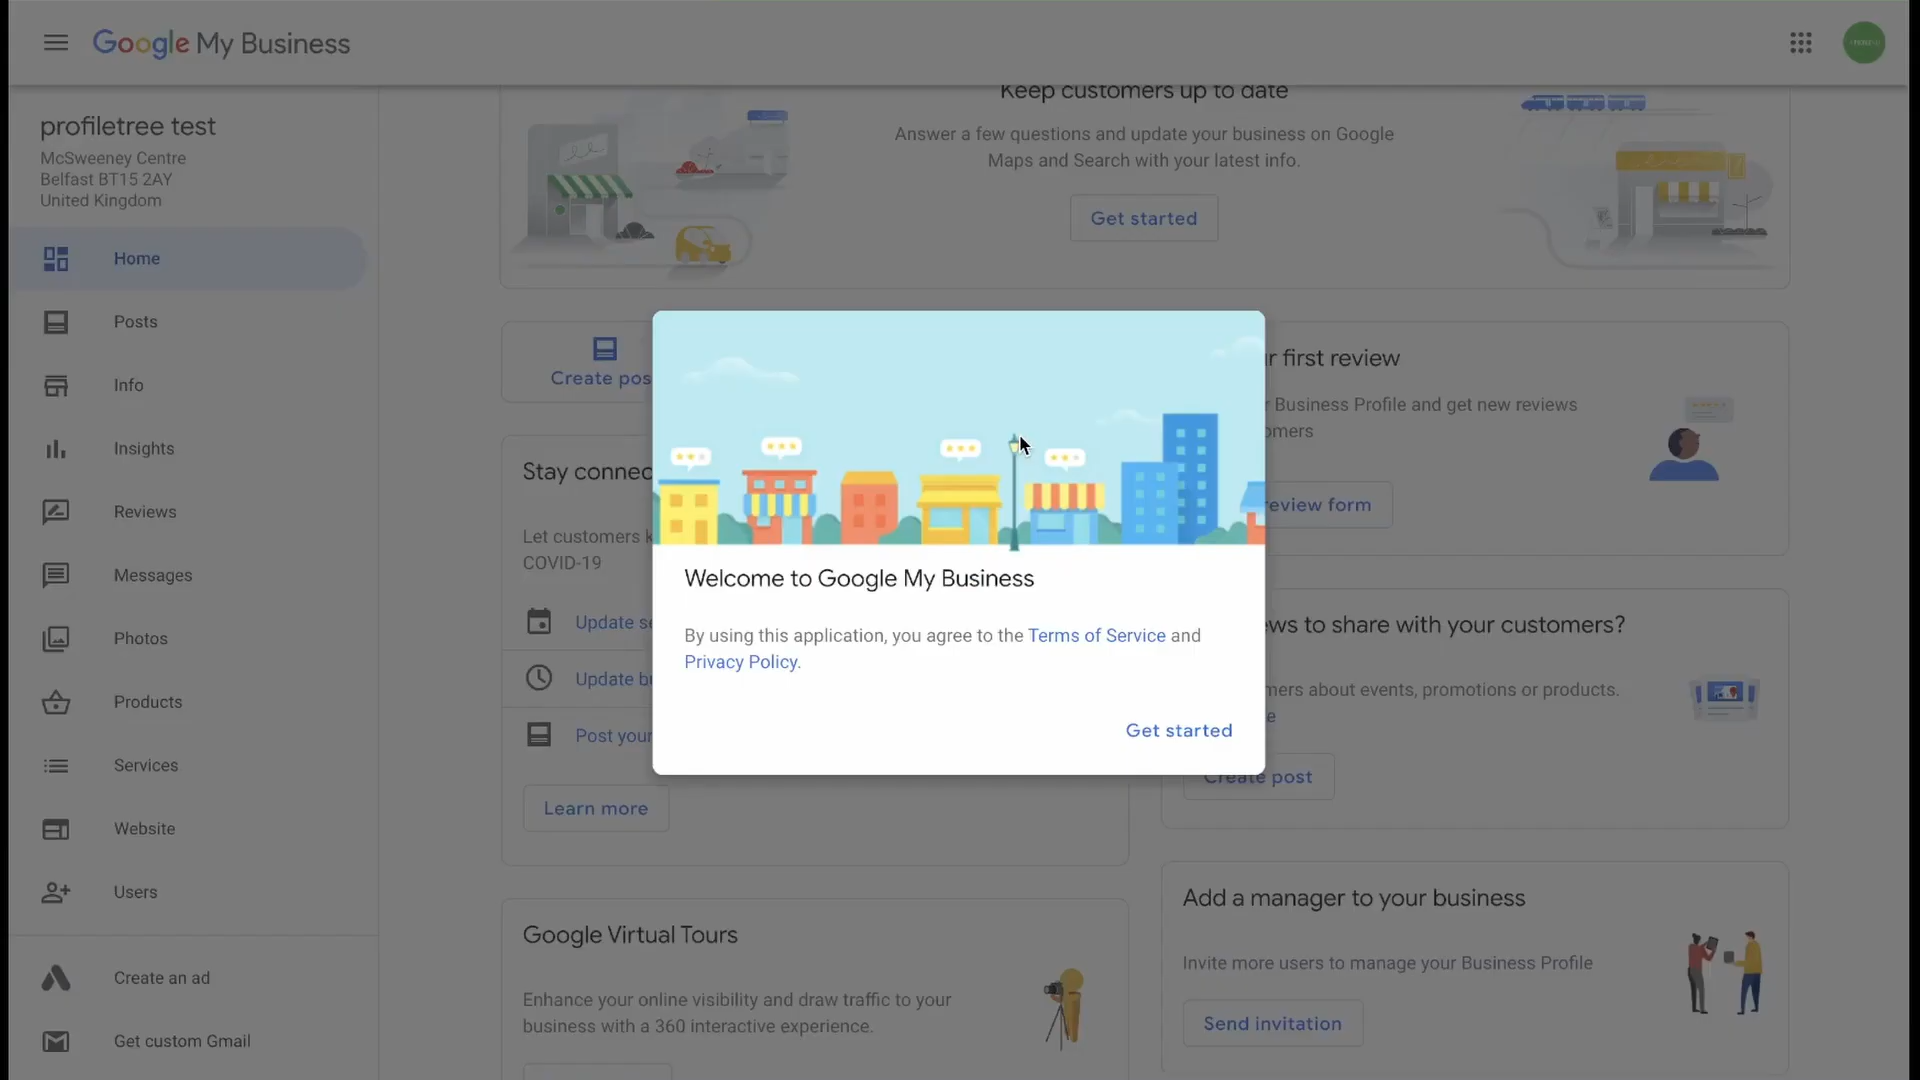 Google My Business
profiletree test
McSweeney Centre
Belfast BT15 2AY
United Kingdom
Home
Posts
Info
Insights
Reviews
Messages
Photos
Products
Services
Website
Users
Create an ad
Get custom Gmail
Keep customers up to date
Answer a few questions and update your business on Google
Maps and Search with your latest info.
Get started
Create pos
Stay connec
Let customers k
COVID-19
Update se
Update bu
Post your
Learn more
Google Virtual Tours
Enhance your online visibility and draw traffic to your
business with a 360 interactive experience.
Welcome to Google My Business
By using this application, you agree to the Terms of Service and
Privacy Policy.
Get started
r first review
r Business Profile and get new reviews
omers
eview form
ews to share with your customers?
mers about events, promotions or products.
e
Create post
Add a manager to your business
Invite more users to manage your Business Profile
Send invitation